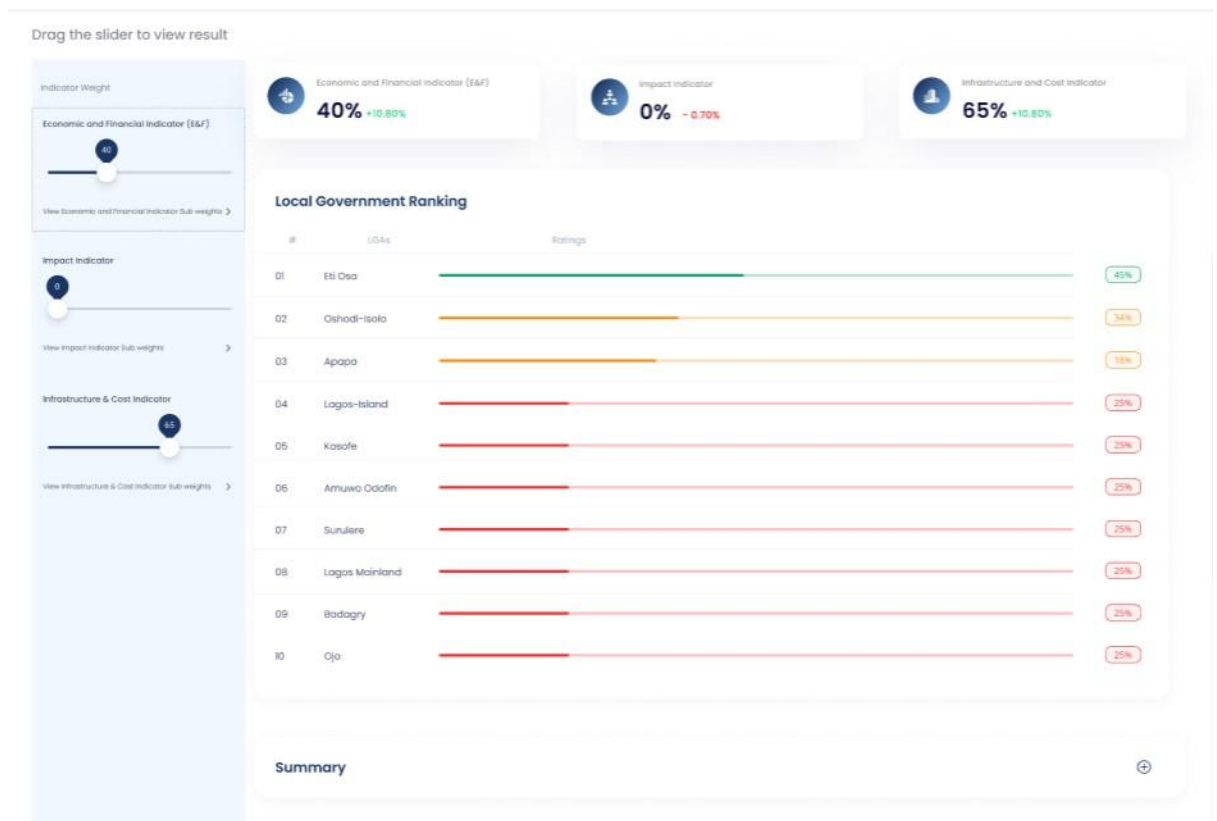 Drag the slider to view result
Indicator Weight
Economic and Financial Indicator (E&F)
40
View Economic and Financial Indicator Sub weights
Impact Indicator
0
View Impact Indicator Sub weights
Infrastructure & Cost Indicator
65
View Infrastructure & Cost Indicator Sub weights
Economic and Financial Indicator (E&F)
40% +10.80%
Impact Indicator
0% - 0.70%
Infrastructure and Cost Indicator
65% +10.80%
Local Government Ranking
# LGAs Ratings
01 Eti Osa 45%
02 Oshodi-Isolo 34%
03 Apapa
04 Lagos-Island 25%
05 Kosofe 25%
06 Amuwo Odofin 25%
07 Surulere 25%
08 Lagos Mainland 25%
09 Badagry 25%
10 Ojo 25%
Summary